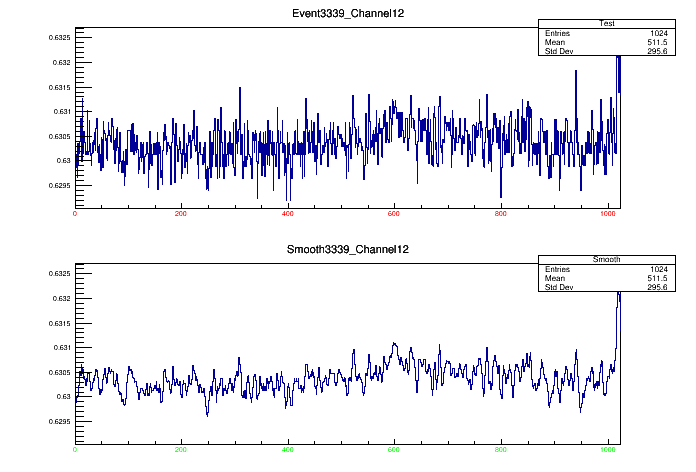 Event3339_Channel12
Test
Entries 1024
Mean 511.5
Std Dev 295.6
0.6325
0.632
0.6315
0.631
0.6305
0.63
0.6295
0 200 400 600 800 1000
Smooth3339_Channel12
Smooth
Entries 1024
Mean 511.5
Std Dev 295.6
0.6325
0.632
0.6315
0.631
0.6305
0.63
0.6295
0 200 400 600 800 1000